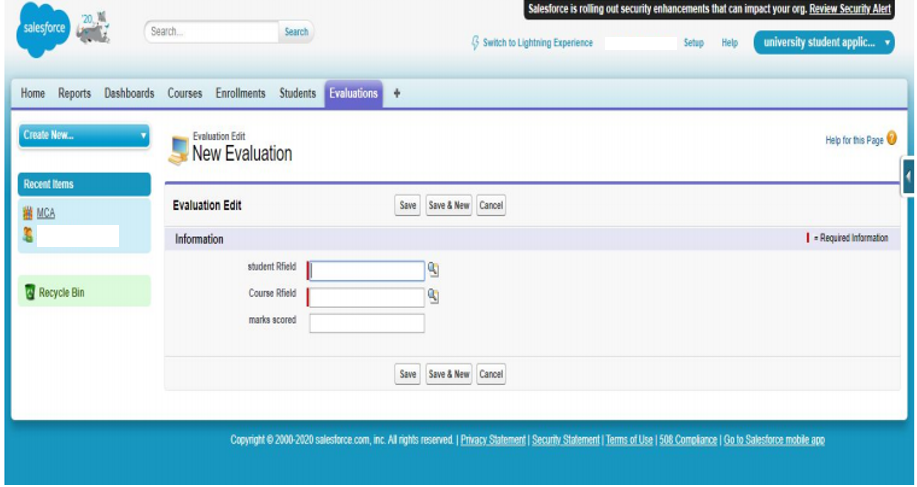 Salesforce is rolling out security enhancements that can impact your org. Review Security Alert
salesforce
20
Search...
Search
Switch to Lightning Experience
Setup
Help
university student applic...
Home Reports Dashboards Courses Enrollments Students Evaluations +
Create New...
Evaluation Edit
New Evaluation
Help for this Page ?
Recent Items
MCA
Recycle Bin
Evaluation Edit
Save Save & New Cancel
Information
= Required Information
student Rfield
Course Rfield
marks scored
Save Save & New Cancel
Copyright © 2000-2020 salesforce.com, inc. All rights reserved. | Privacy Statement | Security Statement | Terms of Use | 508 Compliance | Go to Salesforce mobile app